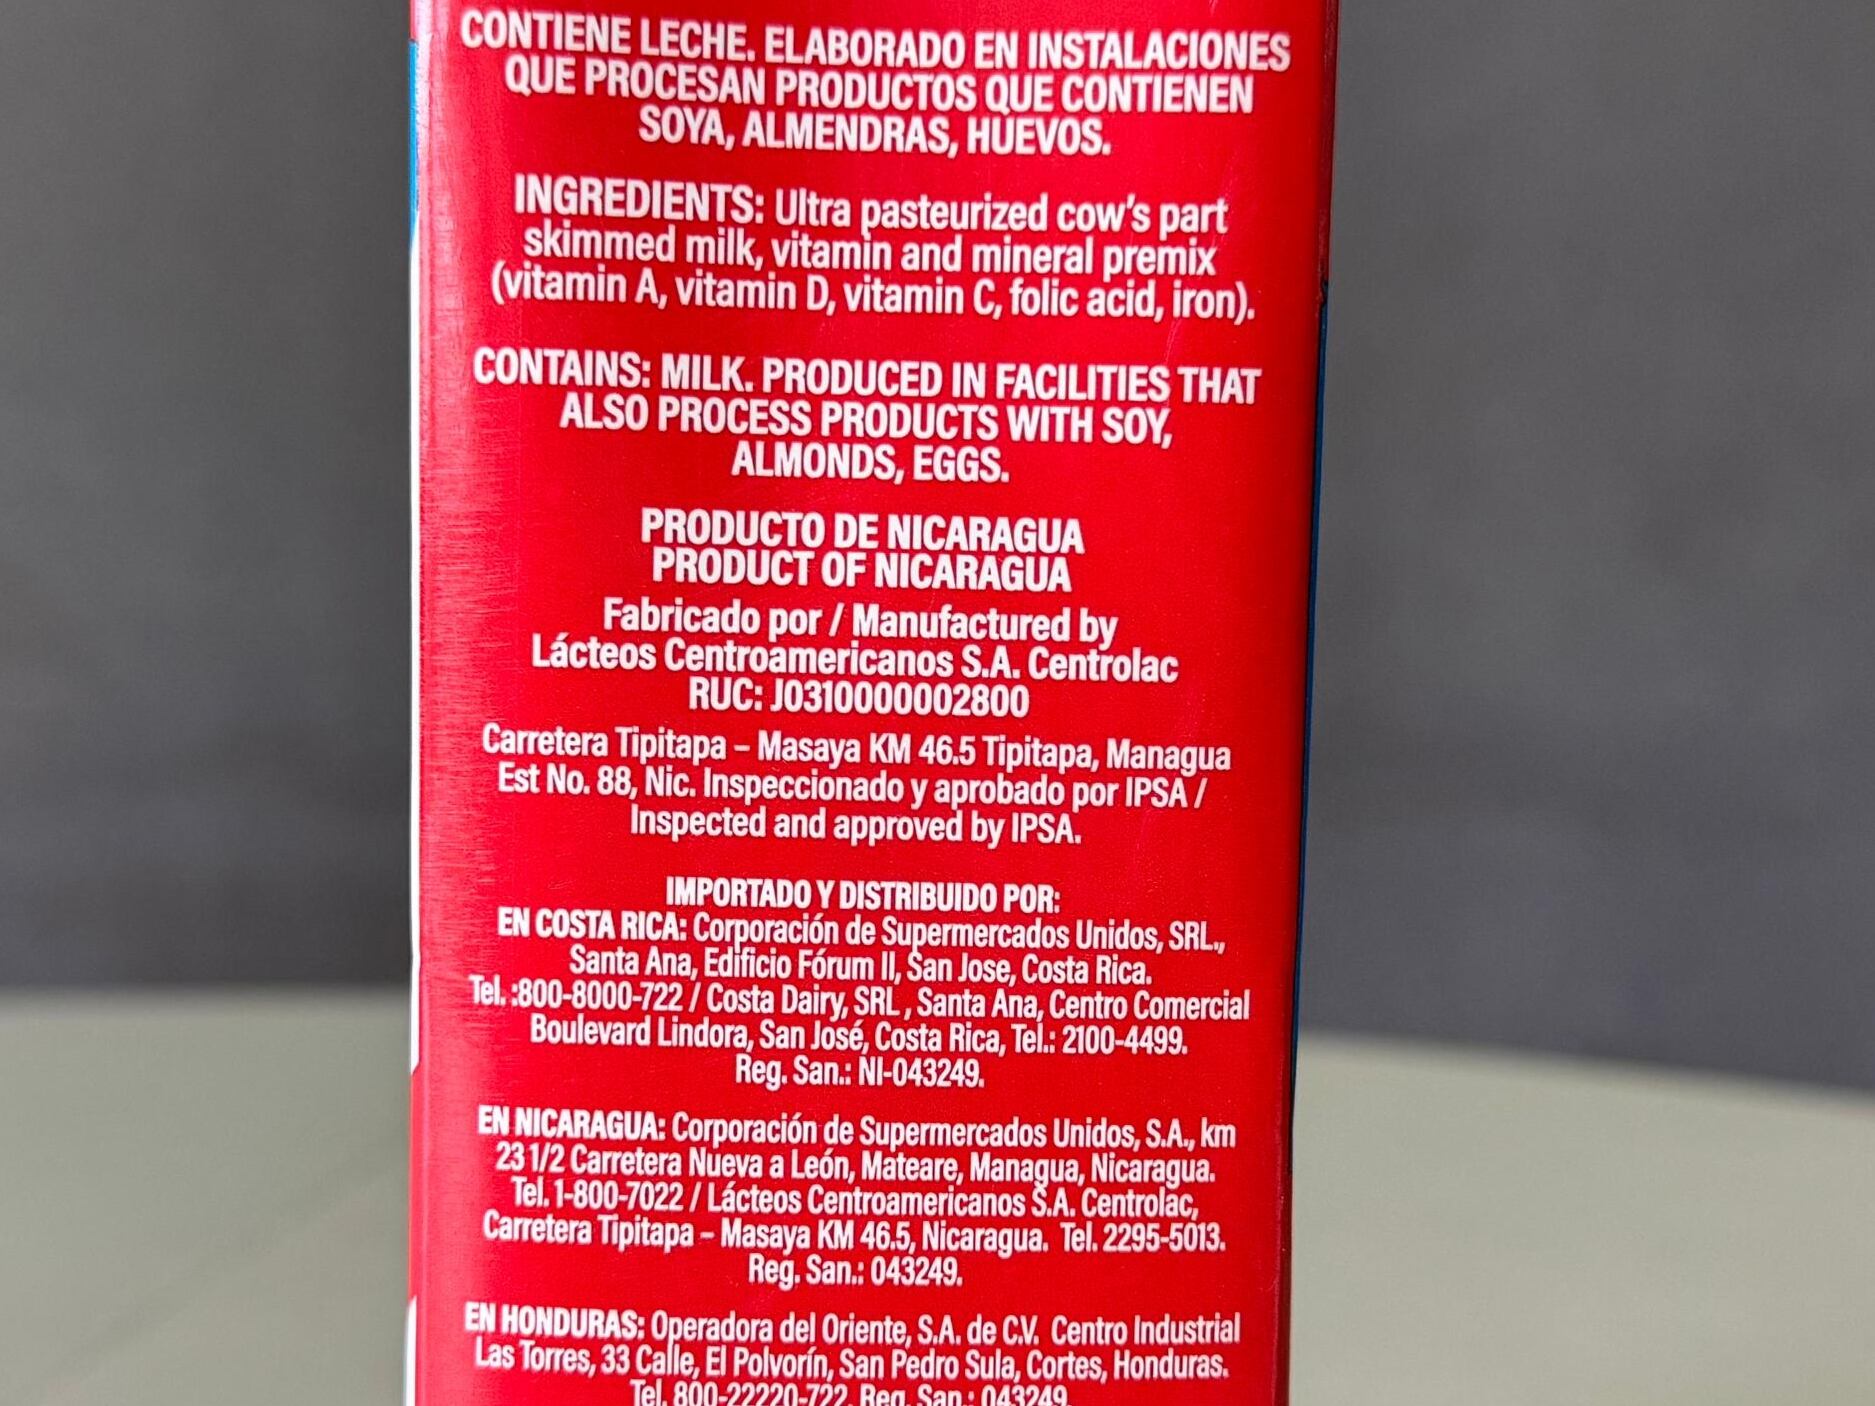 CONTIENE LECHE. ELABORADO EN INSTALACIONES
QUE PROCESAN PRODUCTOS QUE CONTIENEN
SOYA, ALMENDRAS, HUEVOS.
INGREDIENTS: Ultra pasteurized cow's part
skimmed milk, vitamin and mineral premix
(vitamin A, vitamin D, vitamin C, folic acid, iron).
CONTAINS: MILK. PRODUCED IN FACILITIES THAT
ALSO PROCESS PRODUCTS WITH SOY,
ALMONDS, EGGS.
PRODUCTO DE NICARAGUA
PRODUCT OF NICARAGUA
Fabricado por / Manufactured by
Lácteos Centroamericanos S.A. Centrolac
RUC: J0310000002800
Carretera Tipitapa – Masaya KM 46.5 Tipitapa, Managua
Est No. 88, Nic. Inspeccionado y aprobado por IPSA /
Inspected and approved by IPSA.
IMPORTADO Y DISTRIBUIDO POR:
EN COSTA RICA: Corporación de Supermercados Unidos, SRL.,
Santa Ana, Edificio Fórum II, San Jose, Costa Rica.
Tel. :800-8000-722 / Costa Dairy, SRL , Santa Ana, Centro Comercial
Boulevard Lindora, San José, Costa Rica, Tel.: 2100-4499.
Reg. San.: NI-043249.
EN NICARAGUA: Corporación de Supermercados Unidos, S.A., km
23 1/2 Carretera Nueva a León, Mateare, Managua, Nicaragua.
Tel. 1-800-7022 / Lácteos Centroamericanos S.A. Centrolac,
Carretera Tipitapa – Masaya KM 46.5, Nicaragua. Tel. 2295-5013.
Reg. San.: 043249.
EN HONDURAS: Operadora del Oriente, S.A. de C.V. Centro Industrial
Las Torres, 33 Calle, El Polvorín, San Pedro Sula, Cortes, Honduras.
Tel. 800-22220-722. Reg. San.: 043249.